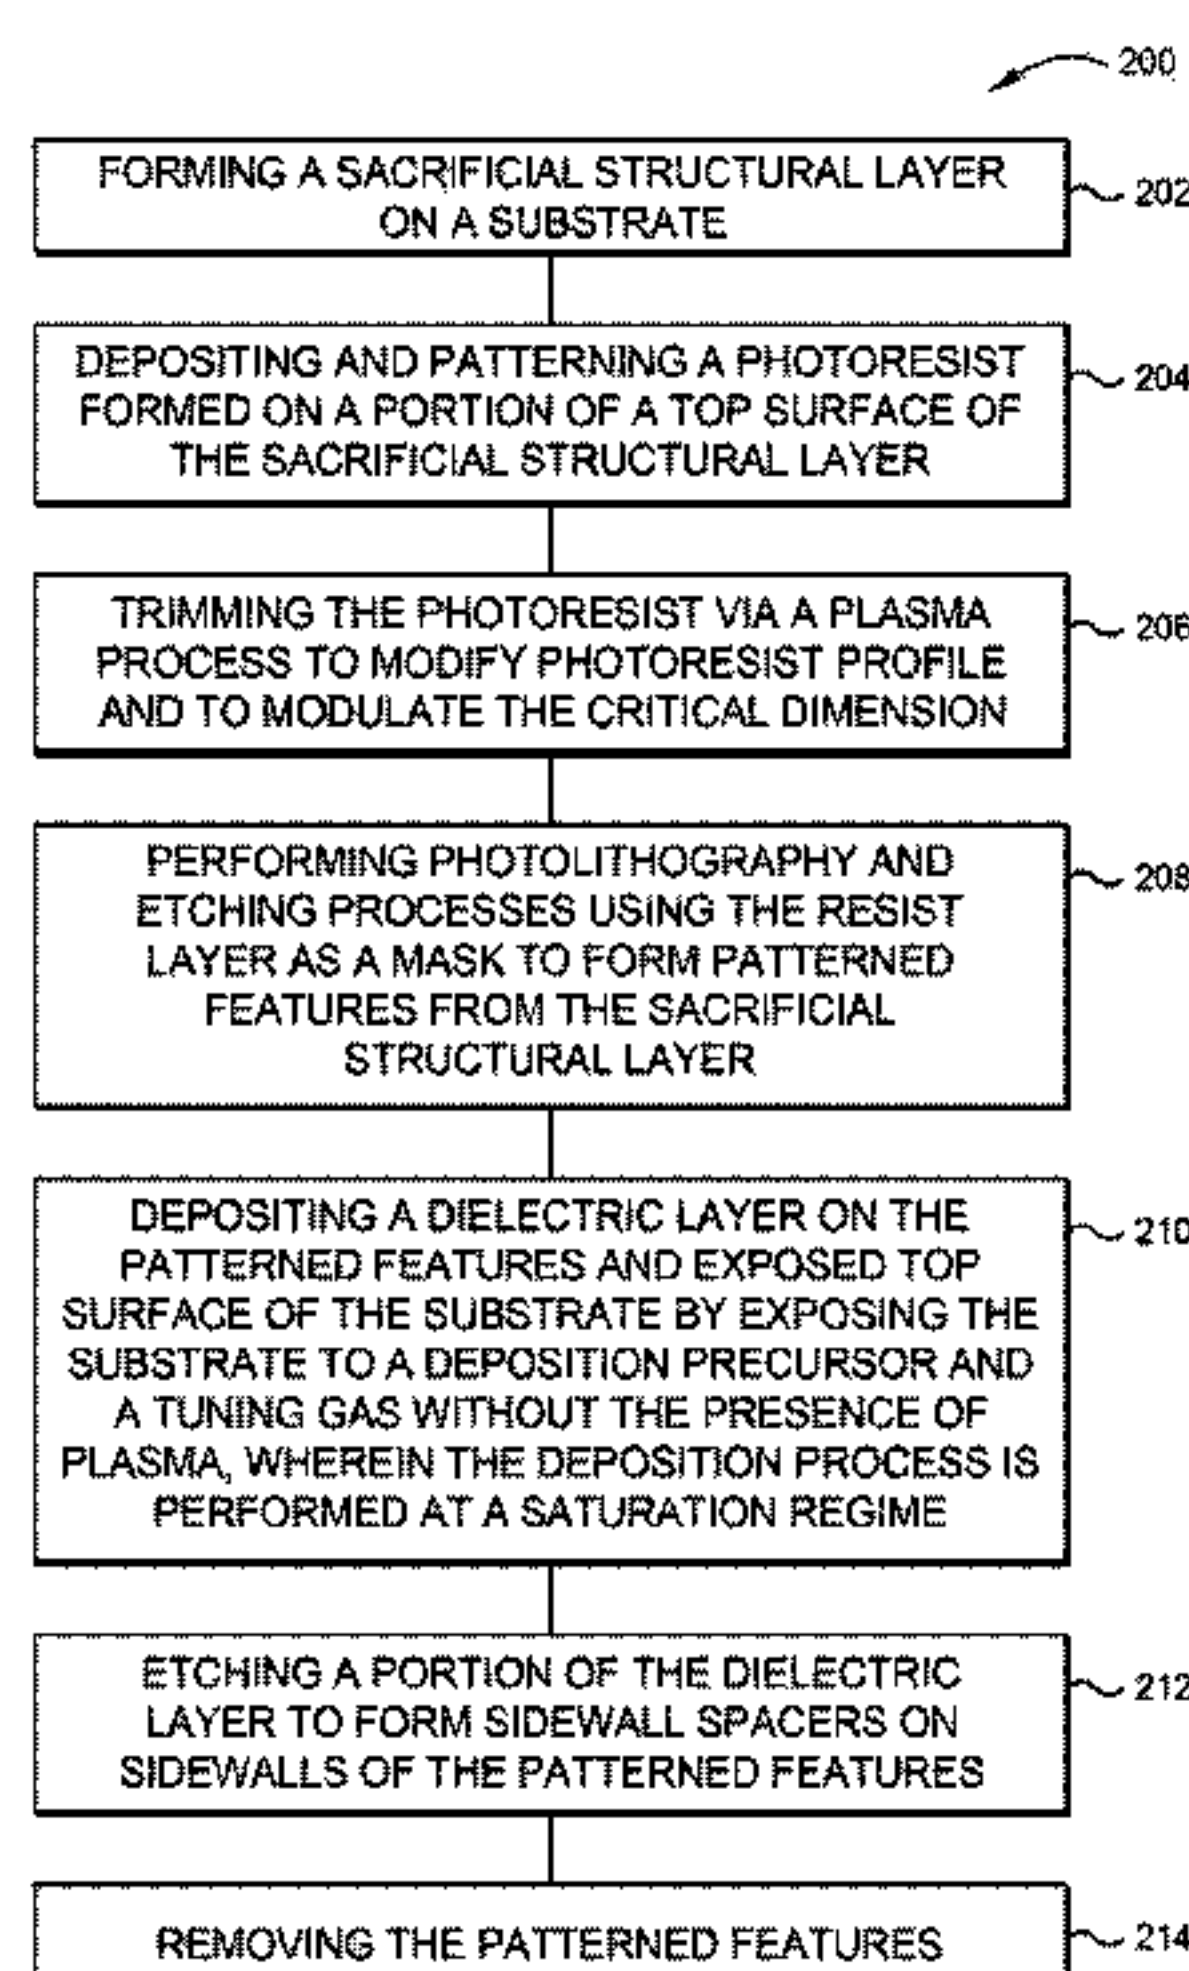 200
FORMING A SACRIFICIAL STRUCTURAL LAYER
ON A SUBSTRATE
202
DEPOSITING AND PATTERNING A PHOTORESIST
FORMED ON A PORTION OF A TOP SURFACE OF
THE SACRIFICIAL STRUCTURAL LAYER
204
TRIMMING THE PHOTORESIST VIA A PLASMA
PROCESS TO MODIFY PHOTORESIST PROFILE
AND TO MODULATE THE CRITICAL DIMENSION
206
PERFORMING PHOTOLITHOGRAPHY AND
ETCHING PROCESSES USING THE RESIST
LAYER AS A MASK TO FORM PATTERNED
FEATURES FROM THE SACRIFICIAL
STRUCTURAL LAYER
208
DEPOSITING A DIELECTRIC LAYER ON THE
PATTERNED FEATURES AND EXPOSED TOP
SURFACE OF THE SUBSTRATE BY EXPOSING THE
SUBSTRATE TO A DEPOSITION PRECURSOR AND
A TUNING GAS WITHOUT THE PRESENCE OF
PLASMA, WHEREIN THE DEPOSITION PROCESS IS
PERFORMED AT A SATURATION REGIME
210
ETCHING A PORTION OF THE DIELECTRIC
LAYER TO FORM SIDEWALL SPACERS ON
SIDEWALLS OF THE PATTERNED FEATURES
212
REMOVING THE PATTERNED FEATURES
214